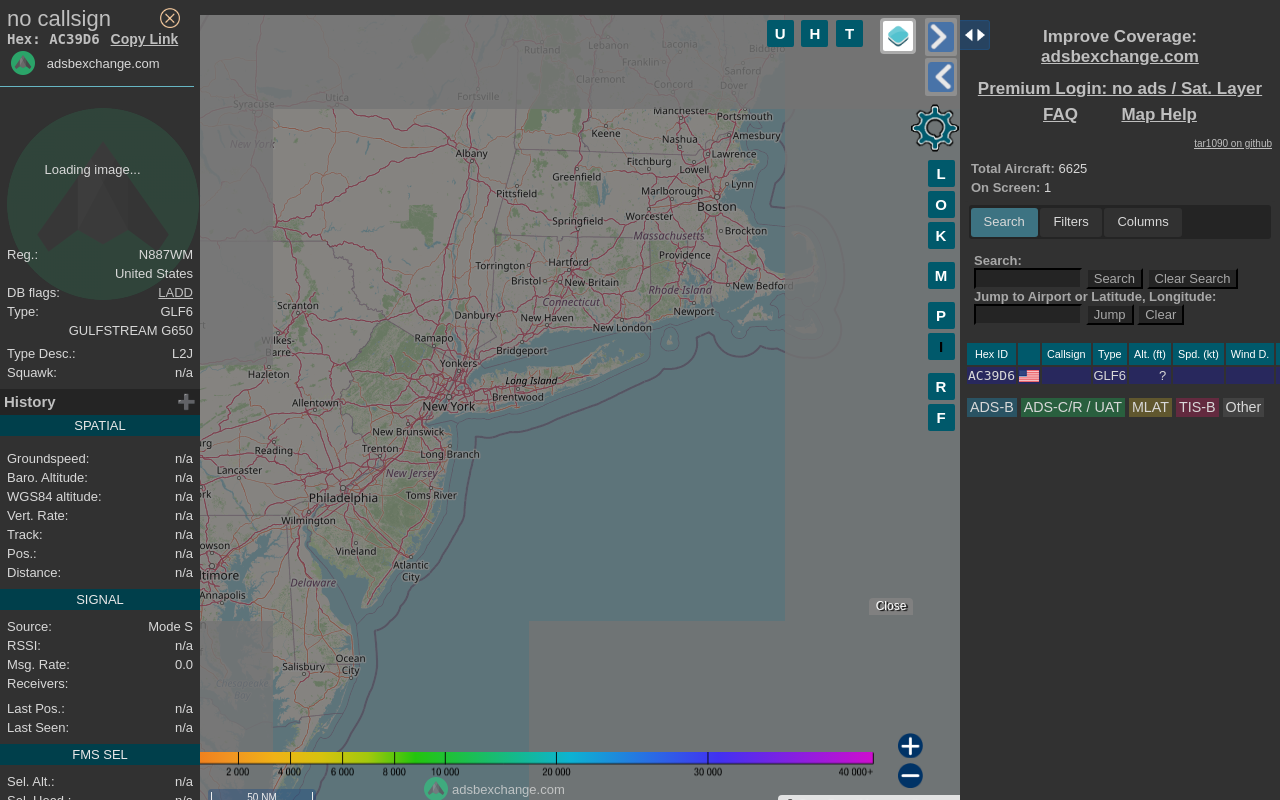 no callsign
Hex: AC39D6 Copy Link
adsbexchange.com
Loading image...
Reg.: N887WM
United States
DB flags: LADD
Type: GLF6
GULFSTREAM G650
Type Desc.: L2J
Squawk: n/a
History
SPATIAL
Groundspeed: n/a
Baro. Altitude: n/a
WGS84 altitude: n/a
Vert. Rate: n/a
Track: n/a
Pos.: n/a
Distance: n/a
SIGNAL
Source: Mode S
RSSI: n/a
Msg. Rate: 0.0
Receivers:
Last Pos.: n/a
Last Seen: n/a
FMS SEL
Sel. Alt.: n/a
U H T
Rutland
Lebanon
Laconia
Franklin
Claremont
Concord
Sanford
Dover
Syracuse
Utica
Fortsville
New York
Manchester
Portsmouth
Keene
Nashua
Amesbury
Albany
Fitchburg
Lawrence
Lowell
Greenfield
Pittsfield
Marlborough
Lynn
Boston
Springfield
Worcester
Massachusetts
Brockton
Torrington
Hartford
Providence
Bristol
New Britain
Rhode Island
New Bedford
Scranton
Connecticut
Danbury
New Haven
New London
Newport
Wilkes-
Barre
Ramapo
Bridgeport
Hazleton
Yonkers
Long Island
Brentwood
Allentown
New York
New Brunswick
Reading
Trenton
Long Branch
Lancaster
New Jersey
Philadelphia
Toms River
Wilmington
Vineland
Atlantic
City
Delaware
Annapolis
Salisbury
Ocean
City
L
O
K
M
P
I
R
F
Close
2 000 4 000 6 000 8 000 10 000 20 000 30 000 40 000+
adsbexchange.com
50 NM
Improve Coverage:
adsbexchange.com
Premium Login: no ads / Sat. Layer
FAQ Map Help
tar1090 on github
Total Aircraft: 6625
On Screen: 1
Search Filters Columns
Search:
Search Clear Search
Jump to Airport or Latitude, Longitude:
Jump Clear
Hex ID Callsign Type Alt. (ft) Spd. (kt) Wind D.
AC39D6 GLF6 ?
ADS-B ADS-C/R / UAT MLAT TIS-B Other